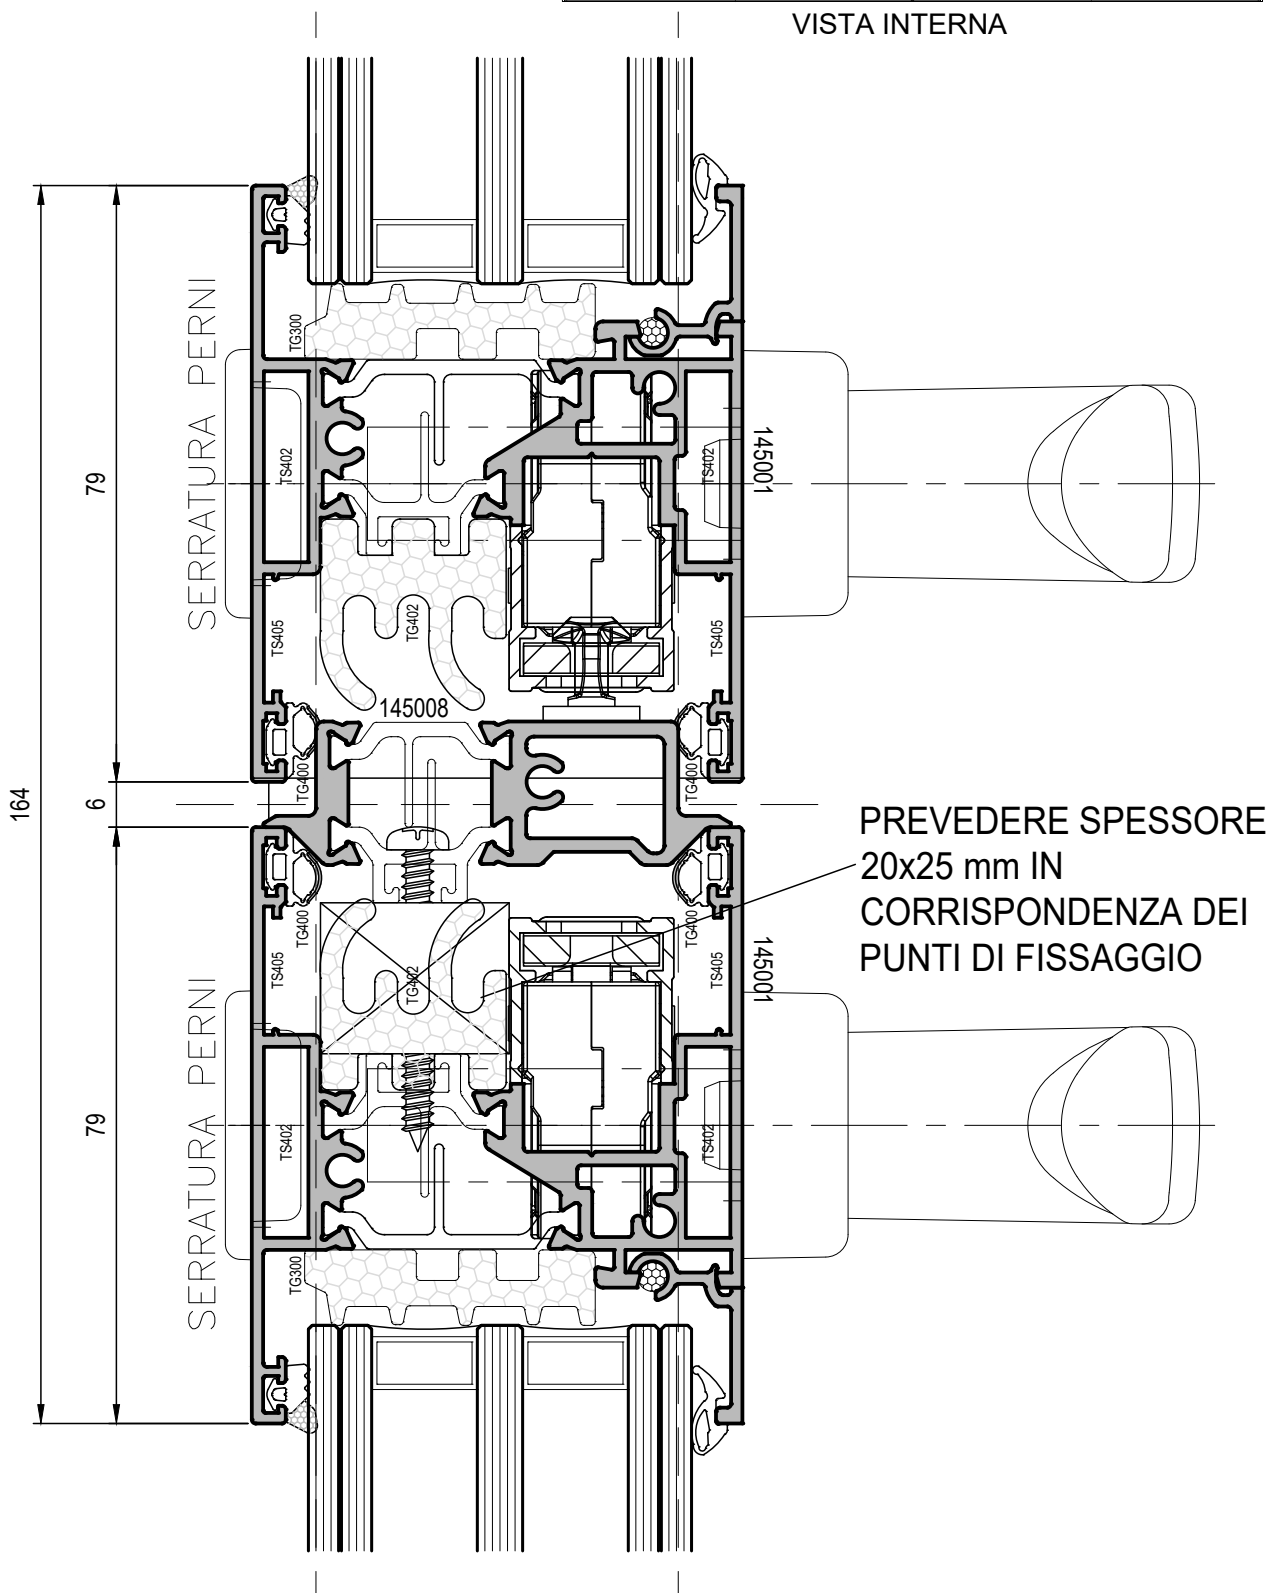 VISTA INTERNA
SERRATURA PERNI
TG300
TS402
TS402
145001
79
TS405
TG402
TS405
145008
TG400
TG400
164
6
PREVEDERE SPESSORE
20x25 mm IN
CORRISPONDENZA DEI
PUNTI DI FISSAGGIO
TG400
TG400
TS405
TG402
TS405
145001
SERRATURA PERNI
79
TS402
TS402
TG300